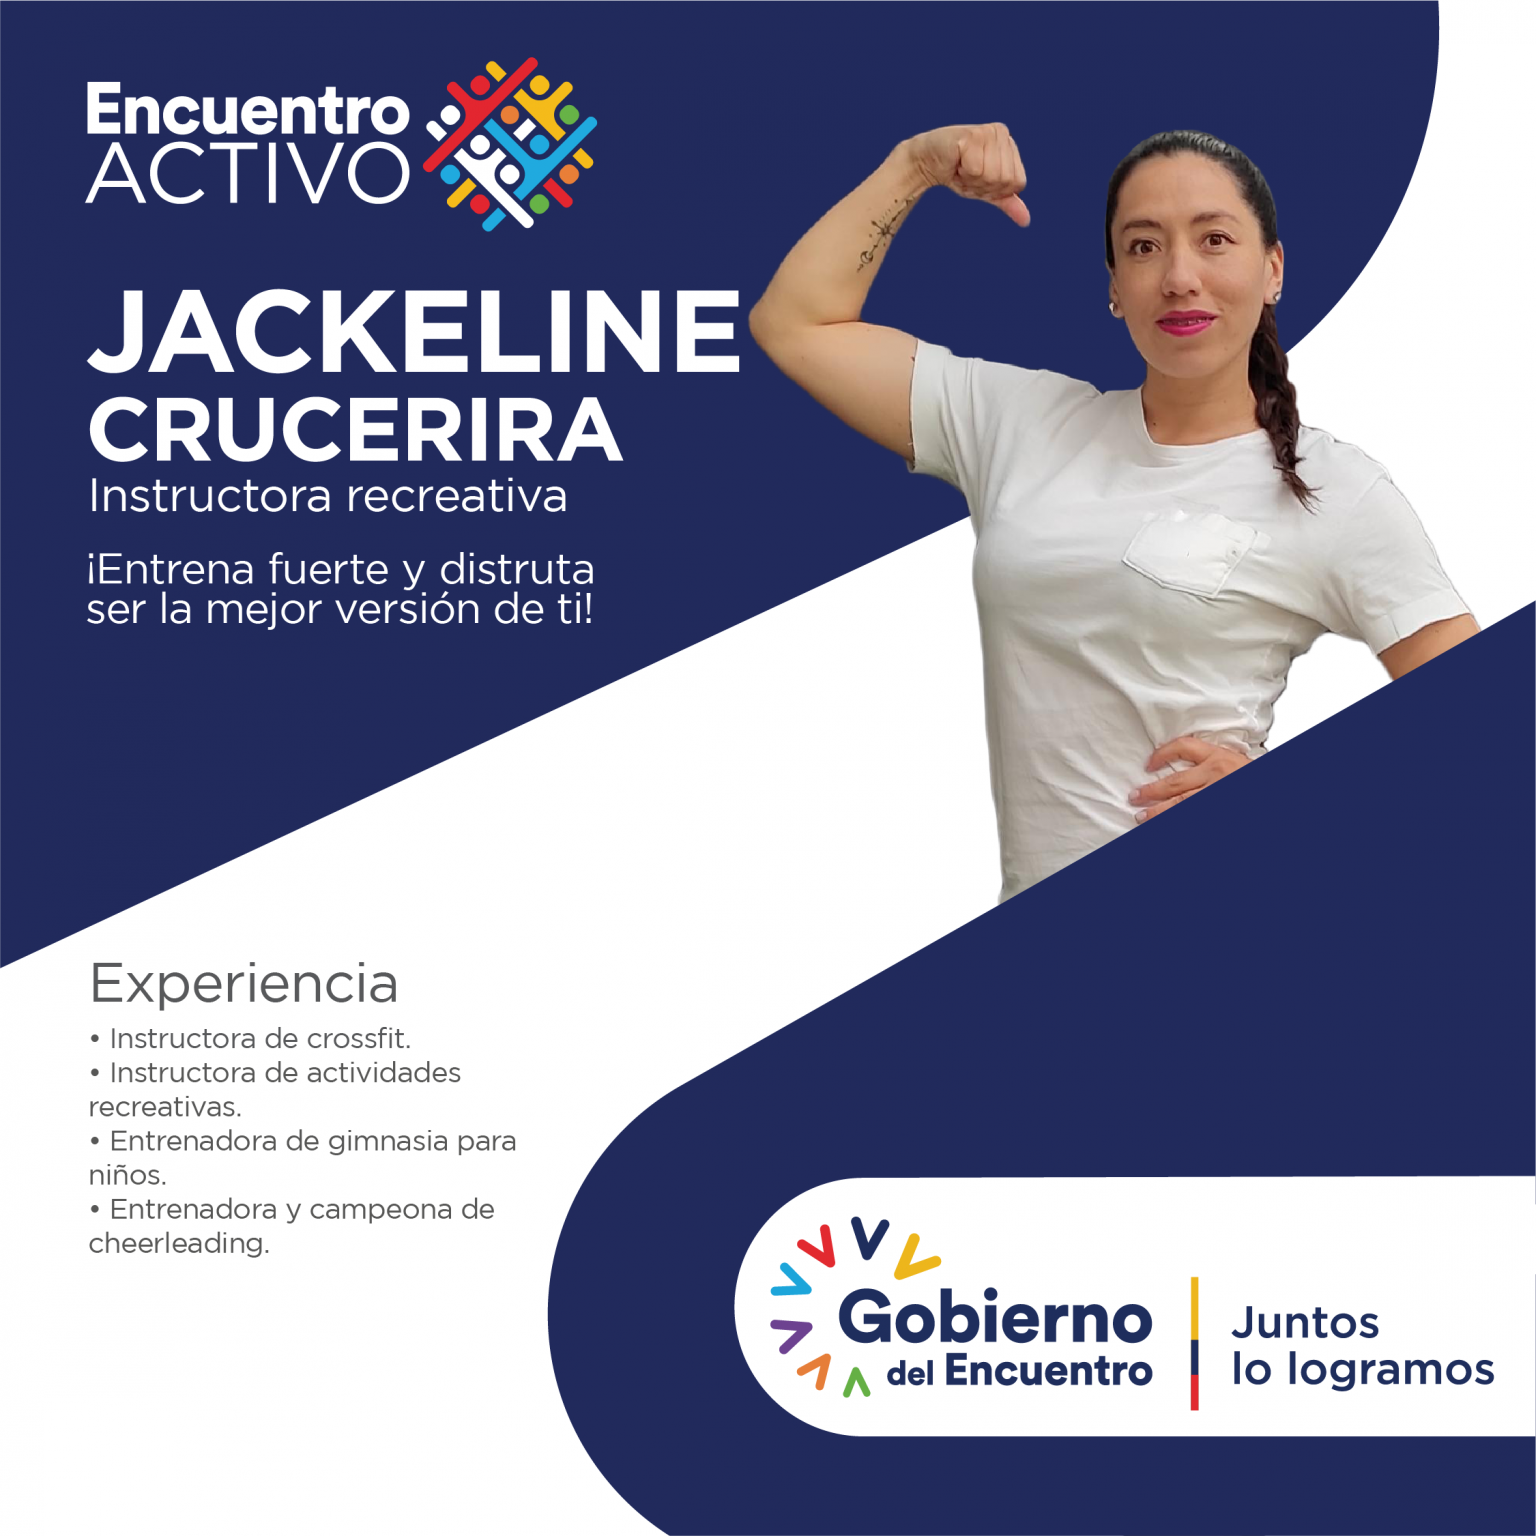 Encuentro
ACTIVO
JACKELINE
CRUCERIRA
Instructora recreativa
¡Entrena fuerte y distruta
ser la mejor versión de ti!
Experiencia
• Instructora de crossfit.
• Instructora de actividades
recreativas.
• Entrenadora de gimnasia para
niños.
• Entrenadora y campeona de
cheerleading.
Gobierno
del Encuentro
Juntos
lo logramos